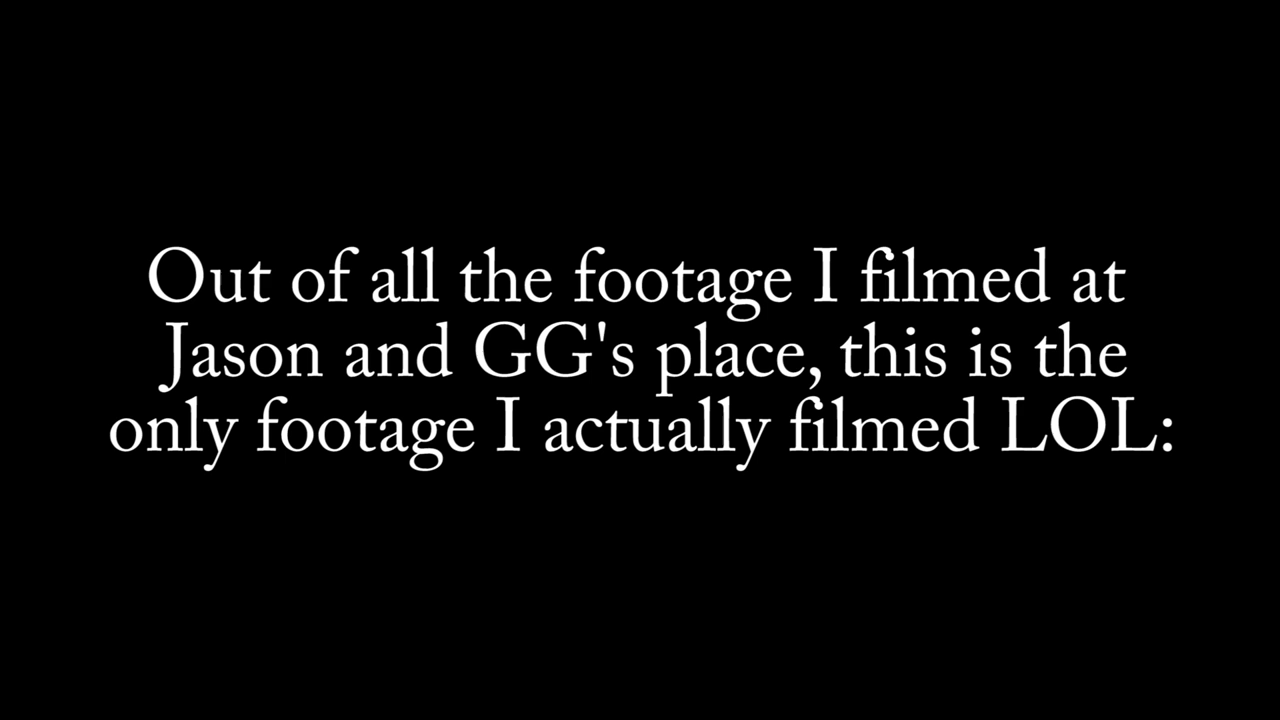 Out of all the footage I filmed at
Jason and GG's place, this is the
only footage I actually filmed LOL: